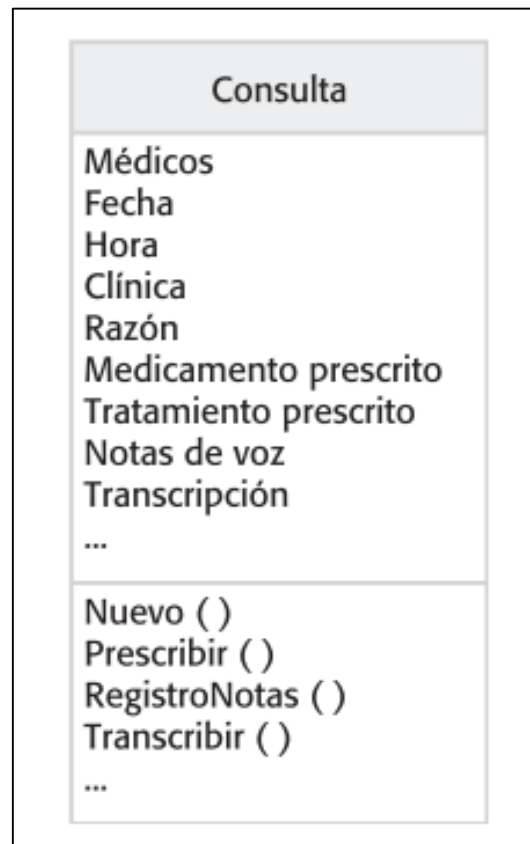 Consulta
Médicos
Fecha
Hora
Clínica
Razón
Medicamento prescrito
Tratamiento prescrito
Notas de voz
Transcripción
...
Nuevo ( )
Prescribir ( )
RegistroNotas ( )
Transcribir ( )
...